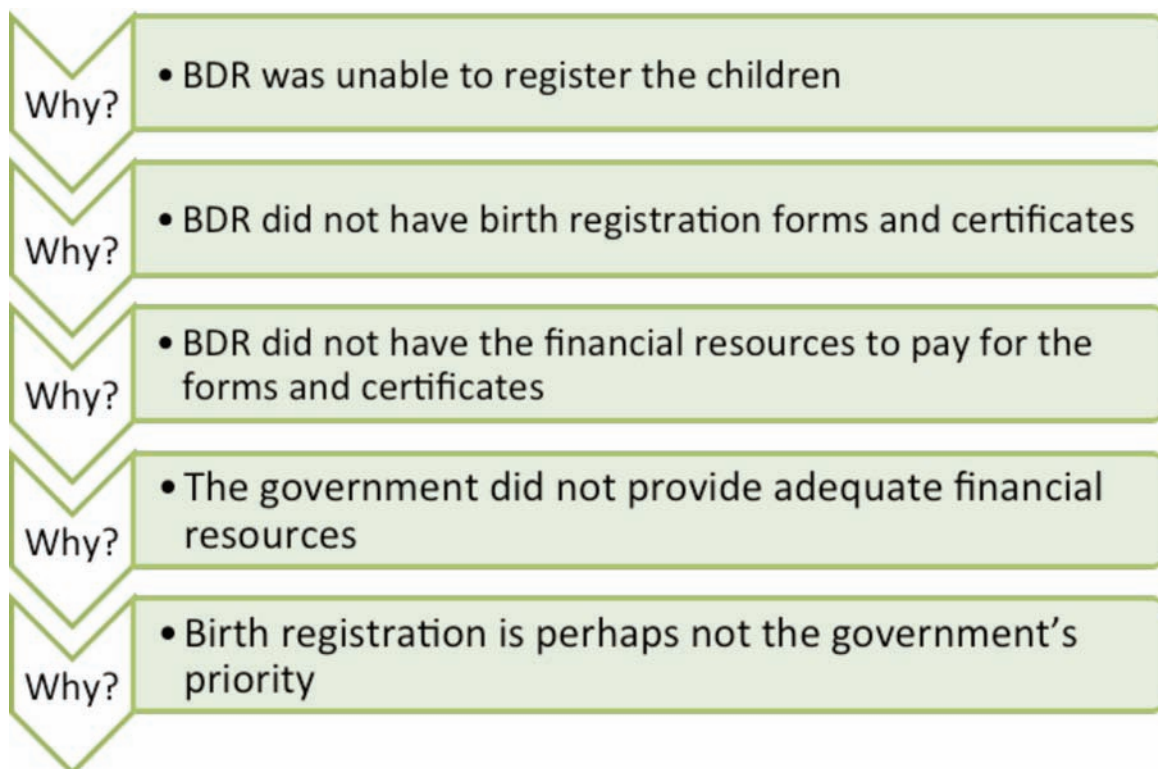 Why?
• BDR was unable to register the children
Why?
• BDR did not have birth registration forms and certificates
Why?
• BDR did not have the financial resources to pay for the
forms and certificates
Why?
• The government did not provide adequate financial
resources
Why?
• Birth registration is perhaps not the government’s
priority